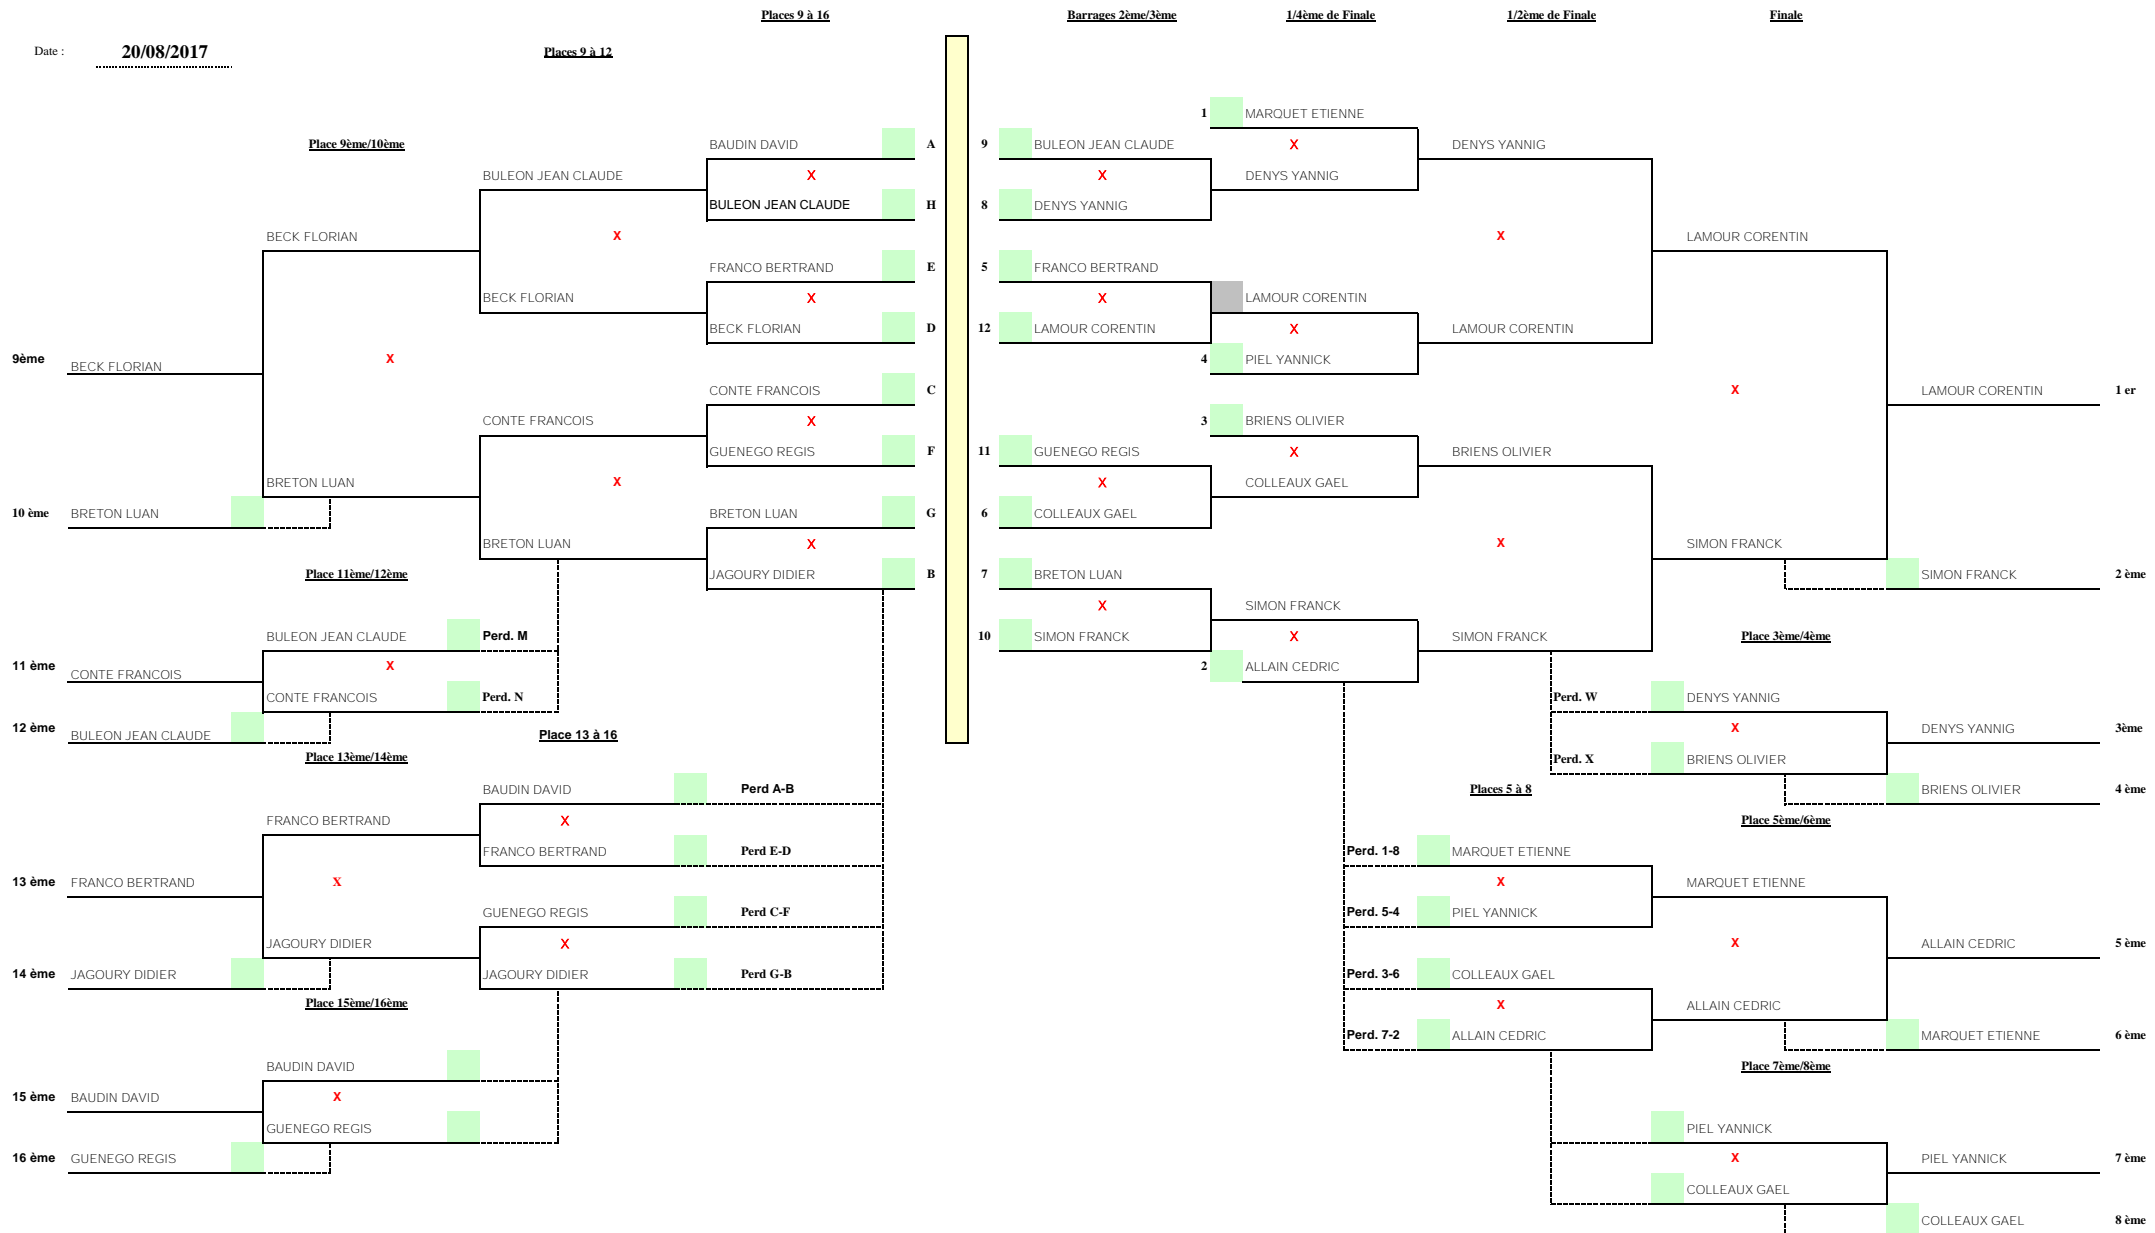 Places 9 à 16
Barrages 2ème/3ème
1/4ème de Finale
1/2ème de Finale
Finale
Date :
20/08/2017
Places 9 à 12
1
MARQUET ETIENNE
Place 9ème/10ème
BAUDIN DAVID
A
9
BULEON JEAN CLAUDE
X
DENYS YANNIG
BULEON JEAN CLAUDE
X
X
DENYS YANNIG
BULEON JEAN CLAUDE
H
8
DENYS YANNIG
BECK FLORIAN
X
X
LAMOUR CORENTIN
FRANCO BERTRAND
E
5
FRANCO BERTRAND
BECK FLORIAN
X
X
LAMOUR CORENTIN
BECK FLORIAN
D
12
LAMOUR CORENTIN
X
LAMOUR CORENTIN
9ème
BECK FLORIAN
X
4
PIEL YANNICK
CONTE FRANCOIS
C
X
LAMOUR CORENTIN
1 er
CONTE FRANCOIS
X
3
BRIENS OLIVIER
GUENEGO REGIS
F
11
GUENEGO REGIS
X
BRIENS OLIVIER
BRETON LUAN
X
X
COLLEAUX GAEL
10 ème
BRETON LUAN
BRETON LUAN
G
6
COLLEAUX GAEL
BRETON LUAN
X
X
SIMON FRANCK
Place 11ème/12ème
JAGOURY DIDIER
B
7
BRETON LUAN
SIMON FRANCK
2 ème
X
SIMON FRANCK
BULEON JEAN CLAUDE
Perd. M
10
SIMON FRANCK
X
SIMON FRANCK
Place 3ème/4ème
11 ème
CONTE FRANCOIS
X
2
ALLAIN CEDRIC
CONTE FRANCOIS
Perd. N
Perd. W
DENYS YANNIG
12 ème
BULEON JEAN CLAUDE
Place 13 à 16
X
DENYS YANNIG
3ème
Place 13ème/14ème
Perd. X
BRIENS OLIVIER
BAUDIN DAVID
Perd A-B
Places 5 à 8
BRIENS OLIVIER
4 ème
FRANCO BERTRAND
X
Place 5ème/6ème
FRANCO BERTRAND
Perd E-D
Perd. 1-8
MARQUET ETIENNE
13 ème
FRANCO BERTRAND
X
X
MARQUET ETIENNE
GUENEGO REGIS
Perd C-F
Perd. 5-4
PIEL YANNICK
JAGOURY DIDIER
X
X
ALLAIN CEDRIC
5 ème
14 ème
JAGOURY DIDIER
JAGOURY DIDIER
Perd G-B
Perd. 3-6
COLLEAUX GAEL
Place 15ème/16ème
X
ALLAIN CEDRIC
Perd. 7-2
ALLAIN CEDRIC
MARQUET ETIENNE
6 ème
BAUDIN DAVID
Place 7ème/8ème
15 ème
BAUDIN DAVID
X
GUENEGO REGIS
PIEL YANNICK
16 ème
GUENEGO REGIS
X
PIEL YANNICK
7 ème
COLLEAUX GAEL
COLLEAUX GAEL
8 ème